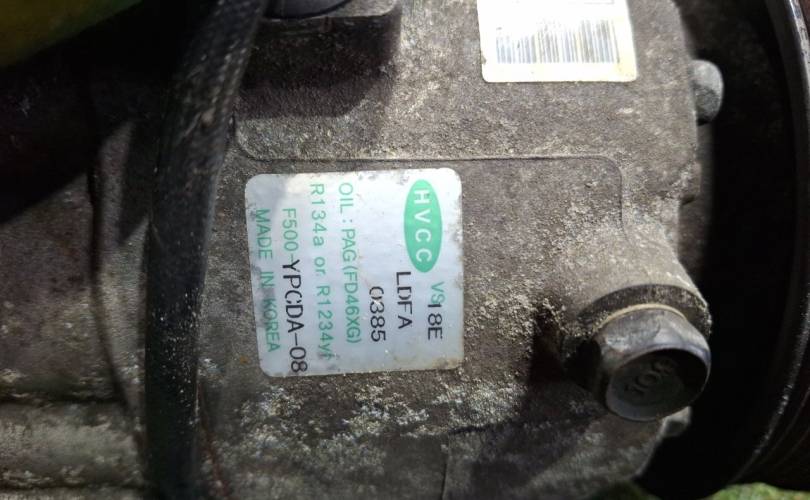 HVCC VS18E
LDFA
0385
OIL : PAG(FD46XG)
R134a or R1234yf
F500-YPCDA-08
MADE IN KOREA